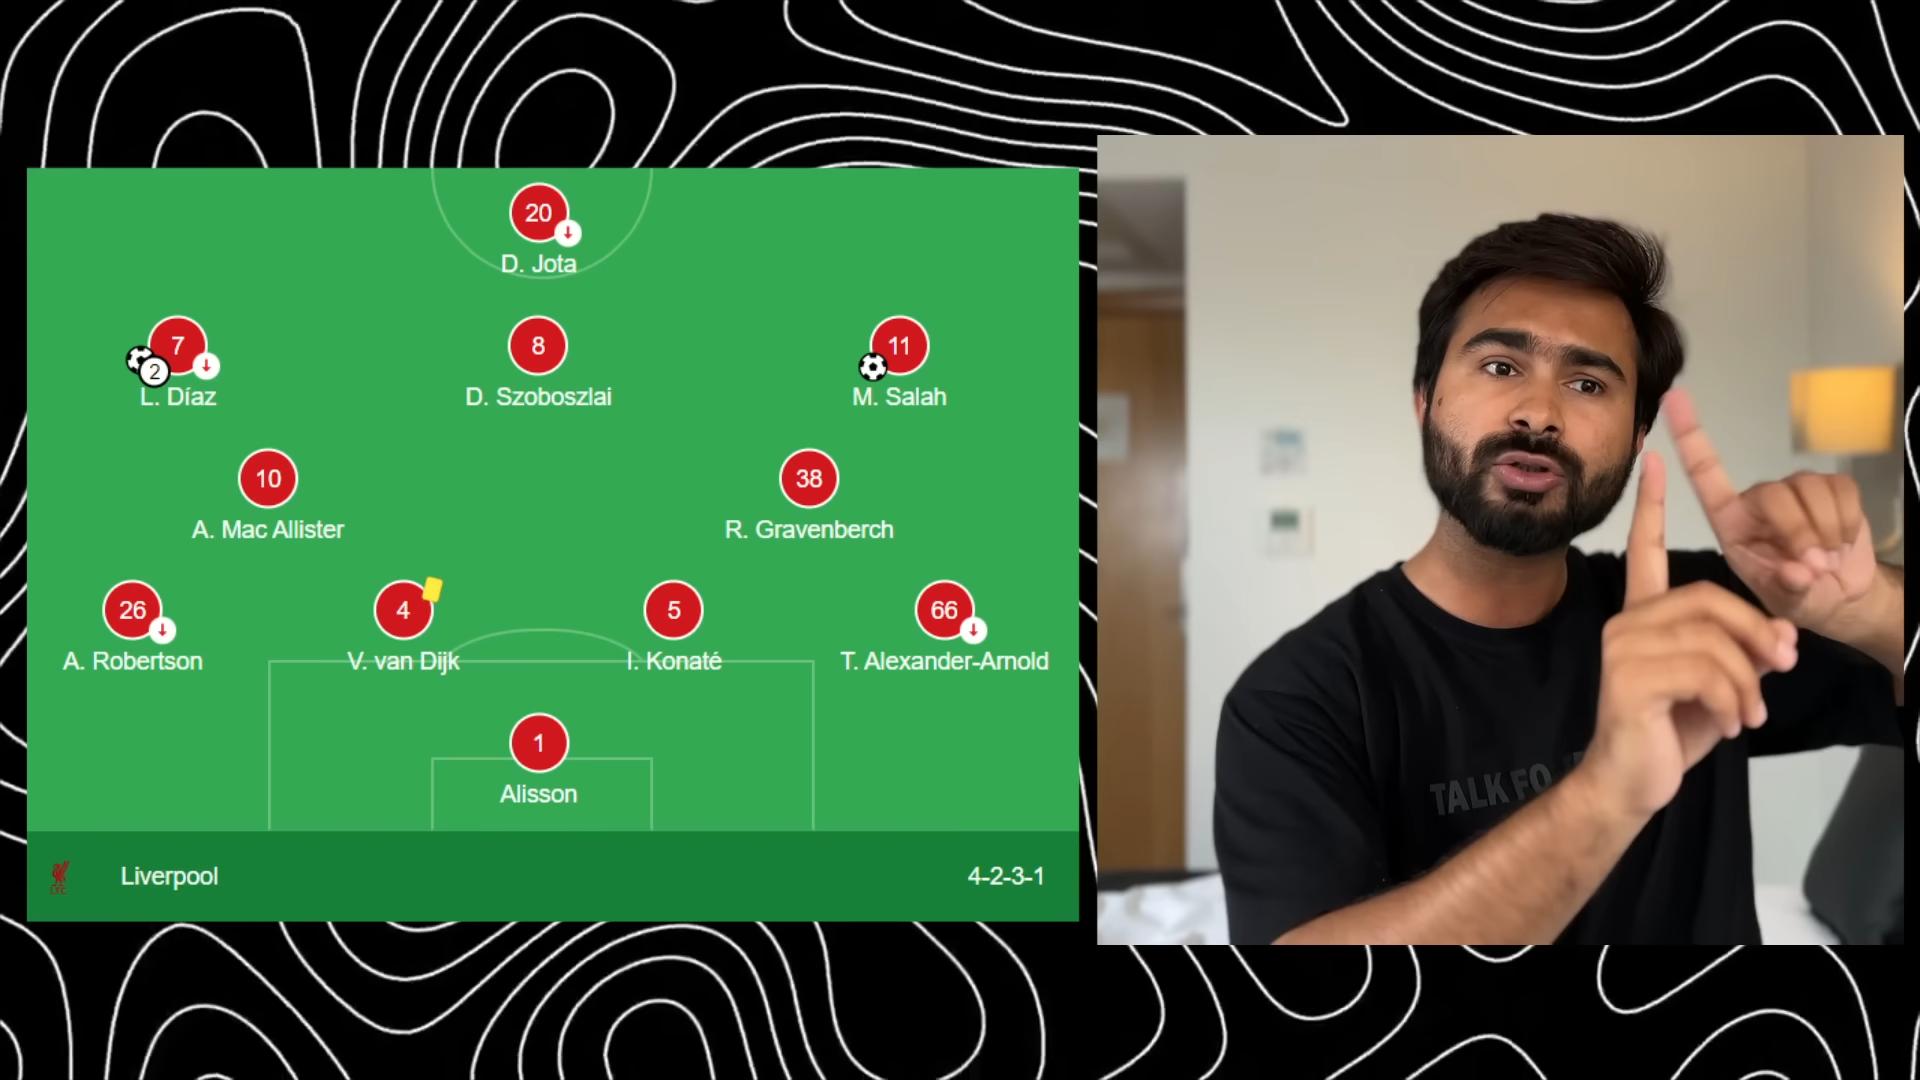 20
D. Jota
7
2
L. Díaz
8
D. Szoboszlai
11
M. Salah
10
A. Mac Allister
38
R. Gravenberch
26
A. Robertson
4
V. van Dijk
5
I. Konaté
66
T. Alexander-Arnold
1
Alisson
Liverpool
4-2-3-1
TALK FO